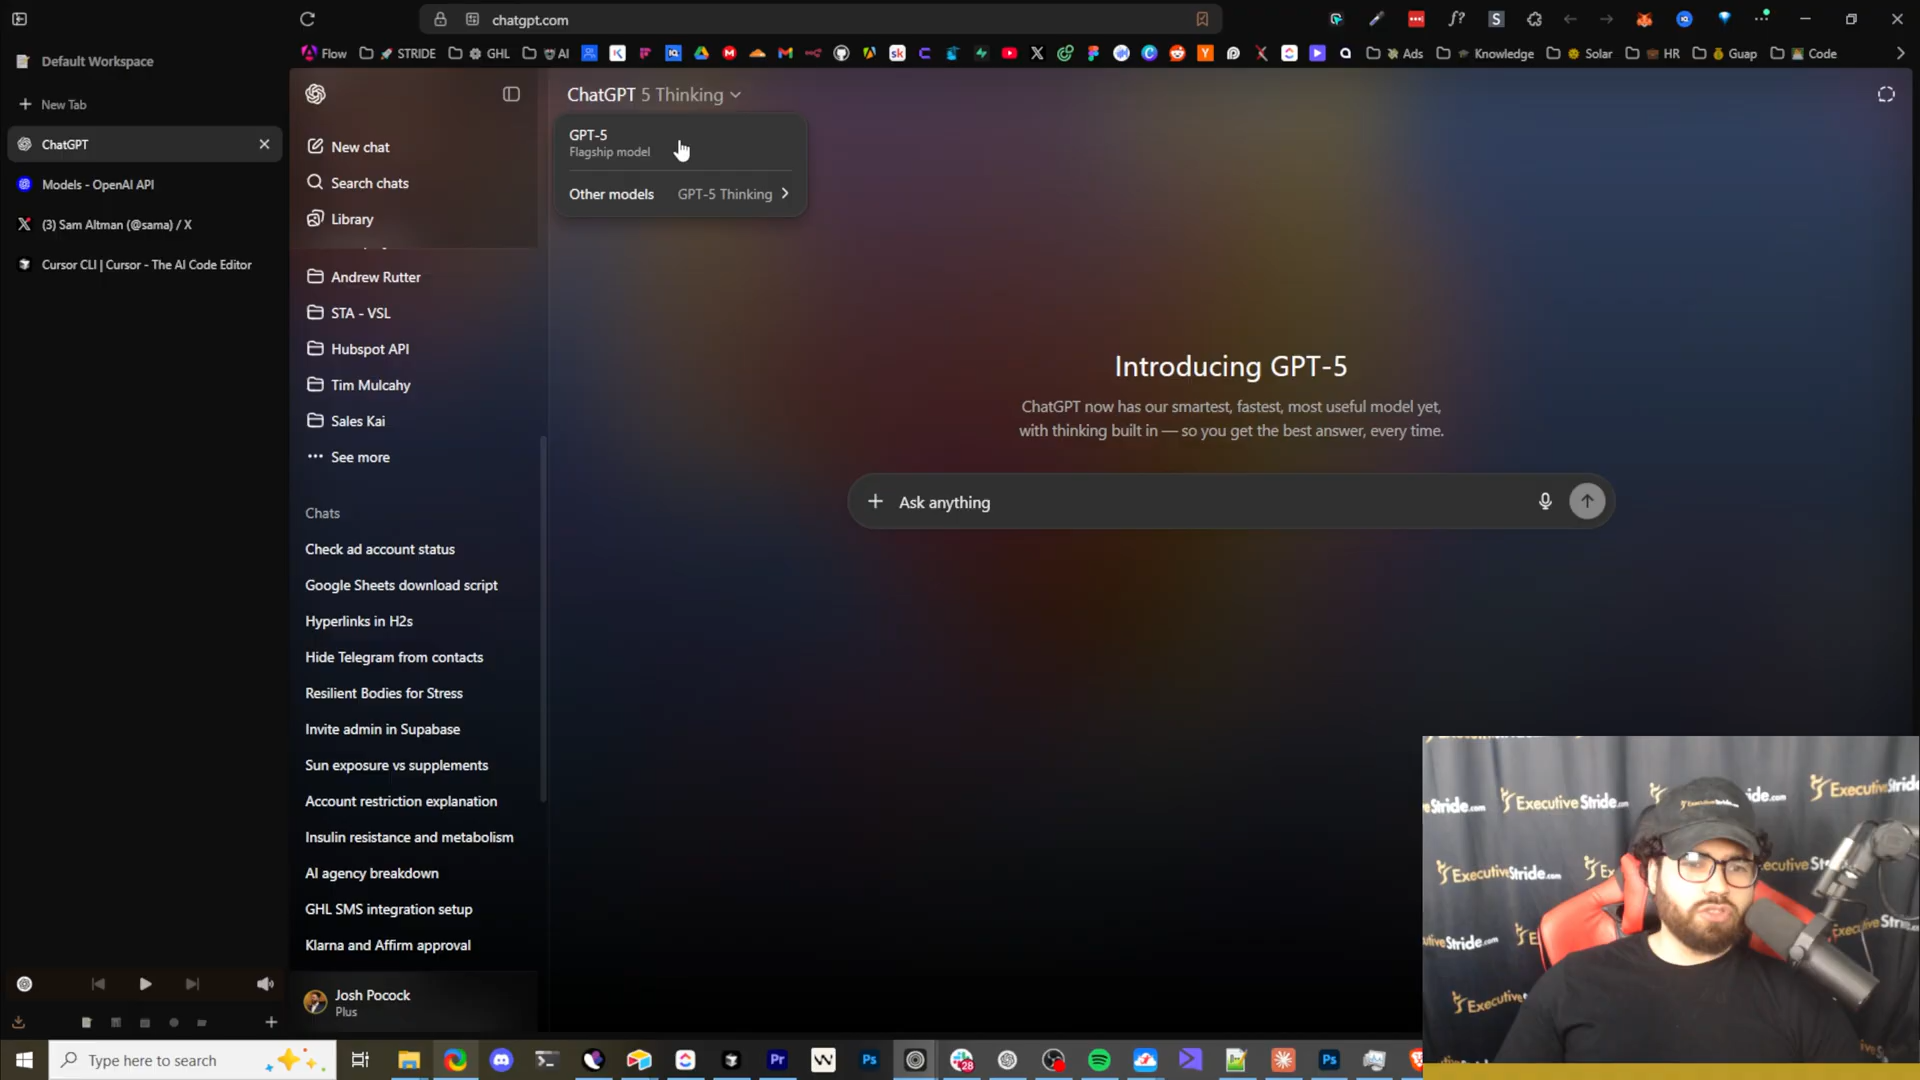 chatgpt.com
Default Workspace
New Tab
ChatGPT
Models - OpenAI API
(3) Sam Altman (@sama) / X
Cursor CLI | Cursor - The AI Code Editor
Flow
STRIDE
GHL
AI
Ads
Knowledge
Solar
HR
Guap
Code
New chat
Search chats
Library
Andrew Rutter
STA - VSL
Hubspot API
Tim Mulcahy
Sales Kai
See more
Chats
Check ad account status
Google Sheets download script
Hyperlinks in H2s
Hide Telegram from contacts
Resilient Bodies for Stress
Invite admin in Supabase
Sun exposure vs supplements
Account restriction explanation
Insulin resistance and metabolism
AI agency breakdown
GHL SMS integration setup
Klarna and Affirm approval
Josh Pocock
Plus
ChatGPT 5 Thinking
GPT-5
Flagship model
Other models GPT-5 Thinking
Introducing GPT-5
ChatGPT now has our smartest, fastest, most useful model yet,
with thinking built in — so you get the best answer, every time.
Ask anything
ExecutiveStride.com
ExecutiveStride.com
Type here to search